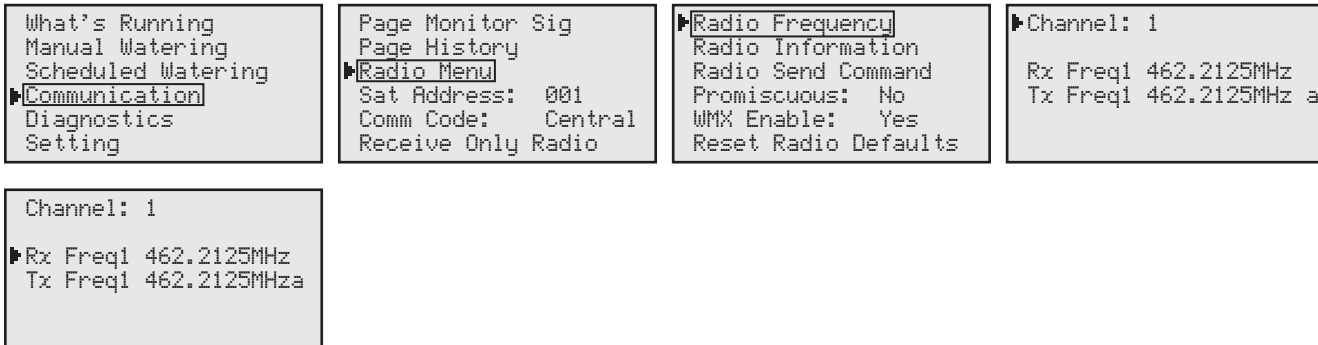 What's Running
Manual Watering
Scheduled Watering
Communication
Diagnostics
Setting
Page Monitor Sig
Page History
Radio Menu
Sat Address: 001
Comm Code: Central
Receive Only Radio
Radio Frequency
Radio Information
Radio Send Command
Promiscuous: No
WMX Enable: Yes
Reset Radio Defaults
Channel: 1
Rx Freq1 462.2125MHz
Tx Freq1 462.2125MHz a
Channel: 1
Rx Freq1 462.2125MHz
Tx Freq1 462.2125MHza